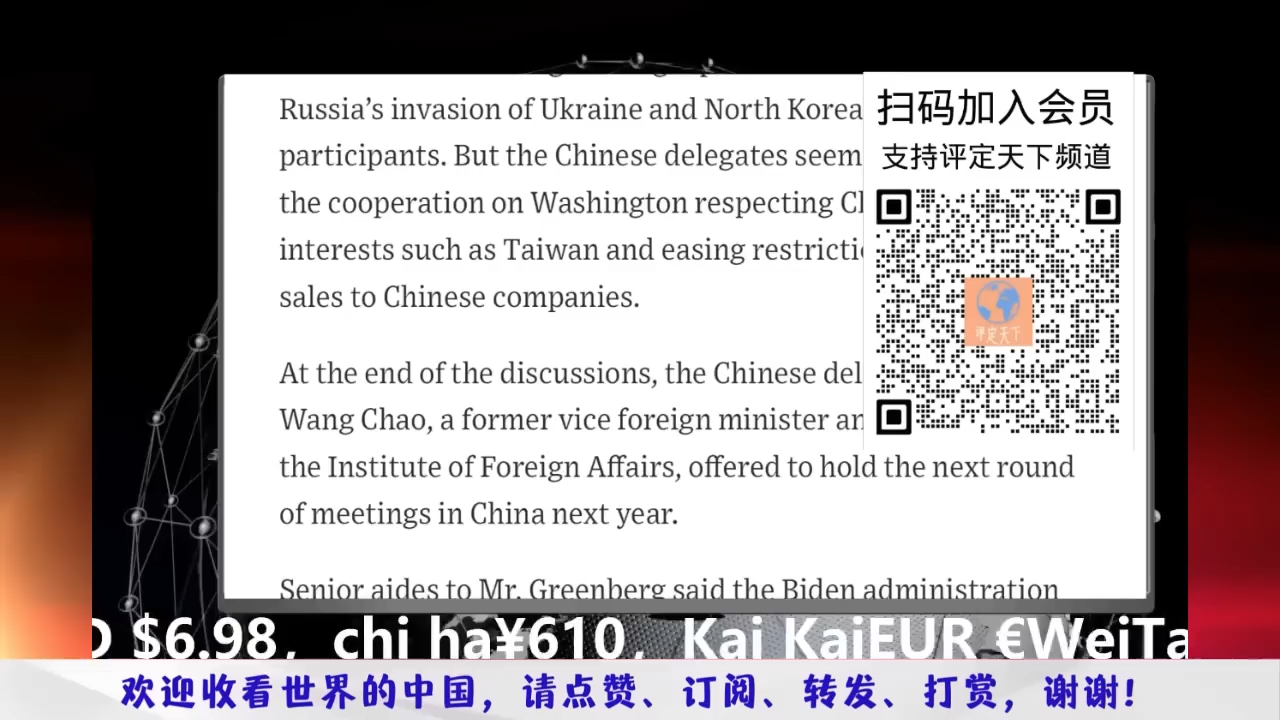 Russia’s invasion of Ukraine and North Korea
participants. But the Chinese delegates seem
the cooperation on Washington respecting Ch
interests such as Taiwan and easing restrictio
sales to Chinese companies.
At the end of the discussions, the Chinese del
Wang Chao, a former vice foreign minister an
the Institute of Foreign Affairs, offered to hold the next round
of meetings in China next year.
Senior aides to Mr. Greenberg said the Biden administration
扫码加入会员
支持评定天下频道
评定天下
D $6.98, chi ha¥610, Kai KaiEUR €WeiTa
欢迎收看世界的中国，请点赞、订阅、转发、打赏，谢谢！